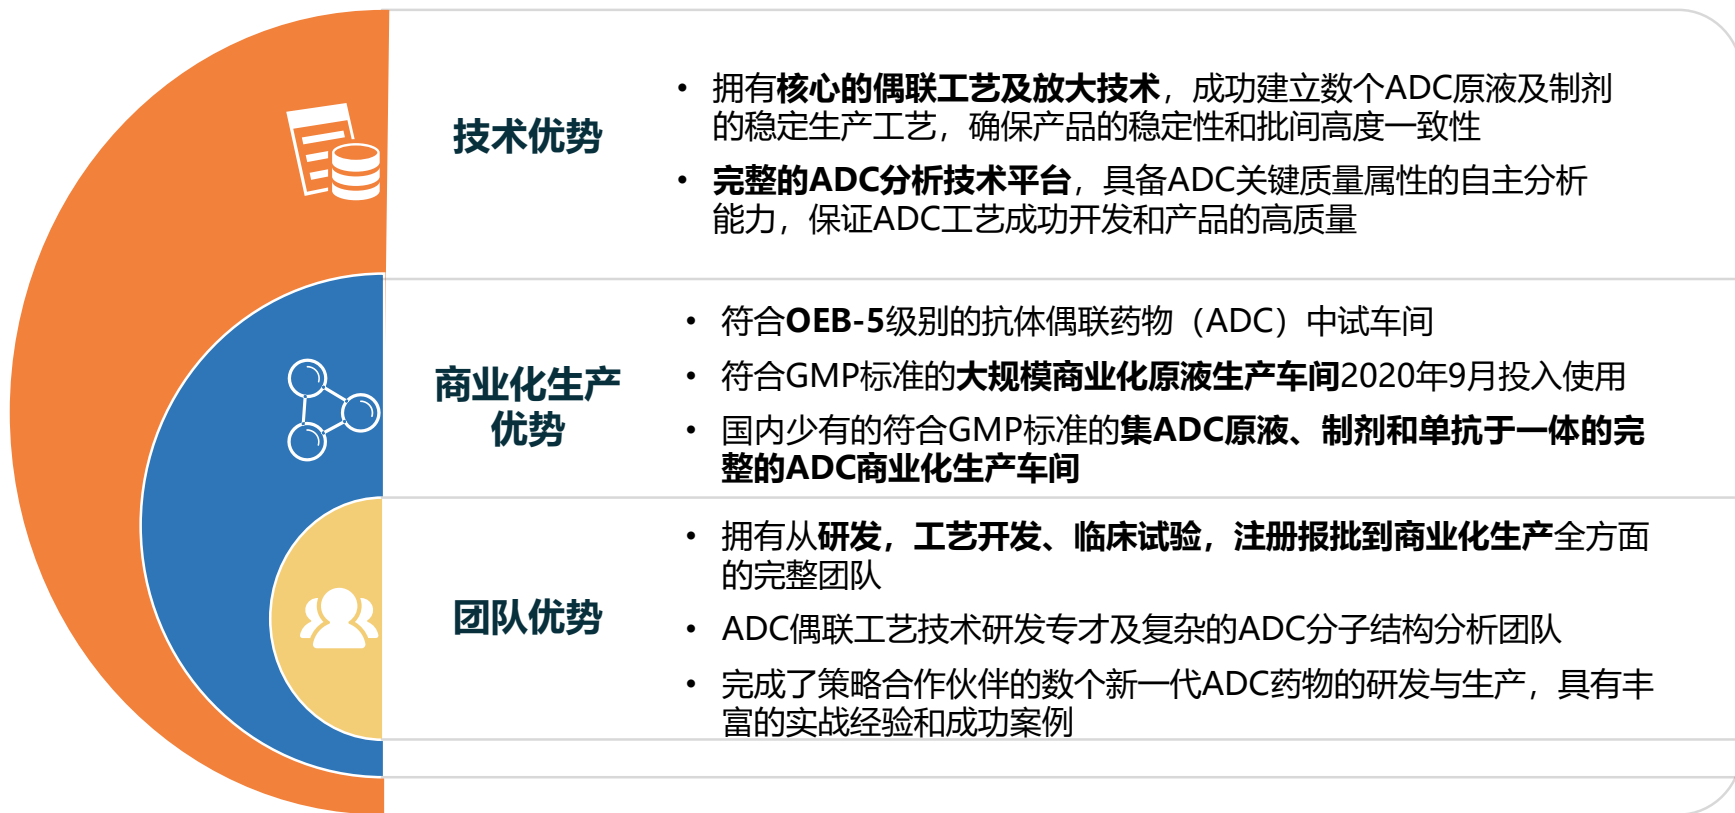 技术优势
• 拥有核心的偶联工艺及放大技术，成功建立数个ADC原液及制剂
的稳定生产工艺，确保产品的稳定性和批间高度一致性
• 完整的ADC分析技术平台，具备ADC关键质量属性的自主分析
能力，保证ADC工艺成功开发和产品的高质量
商业化生产
优势
• 符合OEB-5级别的抗体偶联药物（ADC）中试车间
• 符合GMP标准的大规模商业化原液生产车间2020年9月投入使用
• 国内少有的符合GMP标准的集ADC原液、制剂和单抗于一体的完
整的ADC商业化生产车间
团队优势
• 拥有从研发，工艺开发、临床试验，注册报批到商业化生产全方面
的完整团队
• ADC偶联工艺技术研发专才及复杂的ADC分子结构分析团队
• 完成了策略合作伙伴的数个新一代ADC药物的研发与生产，具有丰
富的实战经验和成功案例